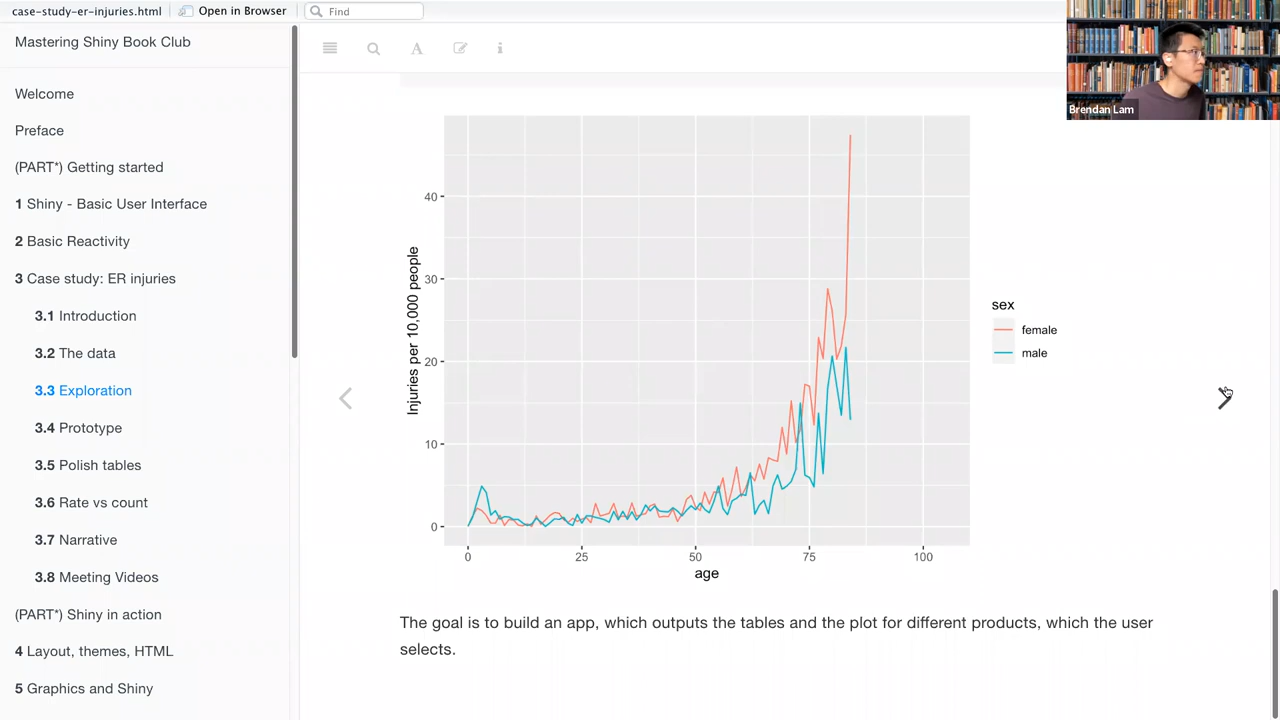 case-study-er-injuries.html
Open in Browser
Find
Mastering Shiny Book Club
Welcome
Preface
(PART*) Getting started
1 Shiny - Basic User Interface
2 Basic Reactivity
3 Case study: ER injuries
3.1 Introduction
3.2 The data
3.3 Exploration
3.4 Prototype
3.5 Polish tables
3.6 Rate vs count
3.7 Narrative
3.8 Meeting Videos
(PART*) Shiny in action
4 Layout, themes, HTML
5 Graphics and Shiny
A
i
Brendan Lam
Injuries per 10,000 people
40
30
20
10
0
0 25 50 75 100
age
sex
female
male
The goal is to build an app, which outputs the tables and the plot for different products, which the user
selects.